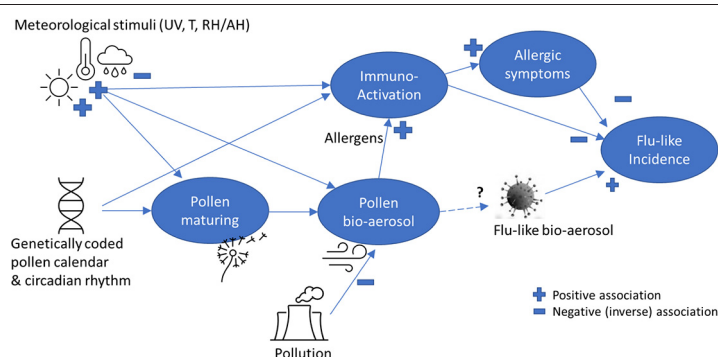 Meteorological stimuli (UV, T, RH/AH)
Immuno-
Activation
Allergic
symptoms
Allergens
Flu-like
Incidence
Pollen
maturing
Pollen
bio-aerosol
?
Flu-like bio-aerosol
Genetically coded
pollen calendar
& circadian rhythm
Pollution
Positive association
Negative (inverse) association